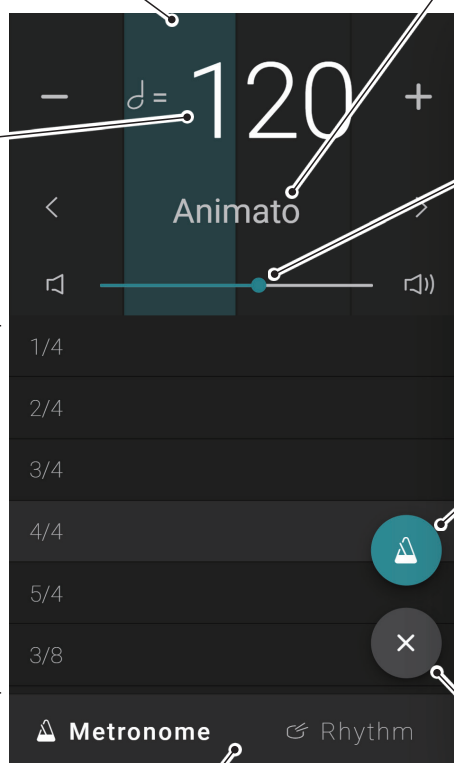 − 𝅗𝅥 = 120 +
< Animato >
1/4
2/4
3/4
4/4
5/4
3/8
Metronome Rhythm